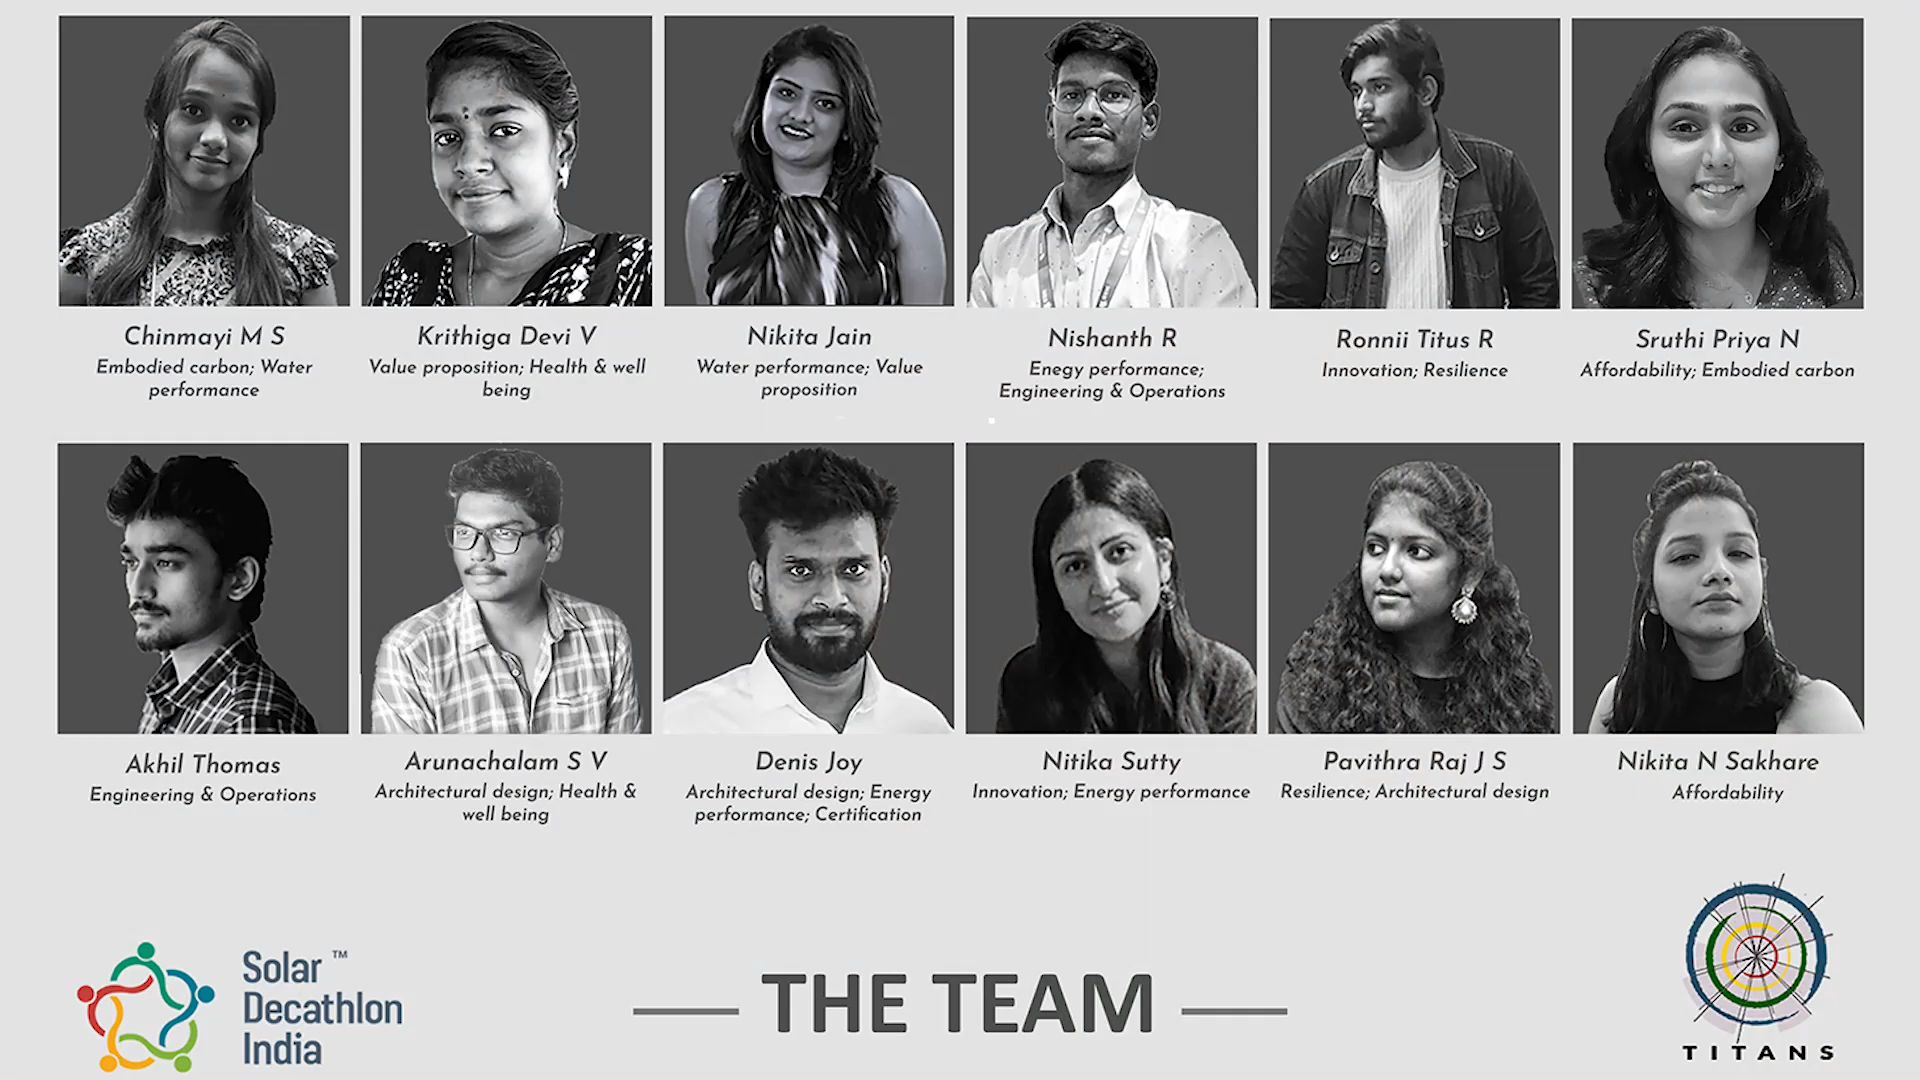 Chinmayi M S
Embodied carbon; Water
performance
Krithiga Devi V
Value proposition; Health & well
being
Nikita Jain
Water performance; Value
proposition
Nishanth R
Enegy performance;
Engineering & Operations
Ronnii Titus R
Innovation; Resilience
Sruthi Priya N
Affordability; Embodied carbon
Akhil Thomas
Engineering & Operations
Arunachalam S V
Architectural design; Health &
well being
Denis Joy
Architectural design; Energy
performance; Certification
Nitika Sutty
Innovation; Energy performance
Pavithra Raj J S
Resilience; Architectural design
Nikita N Sakhare
Affordability
Solar ™
Decathlon
India
THE TEAM
TITANS